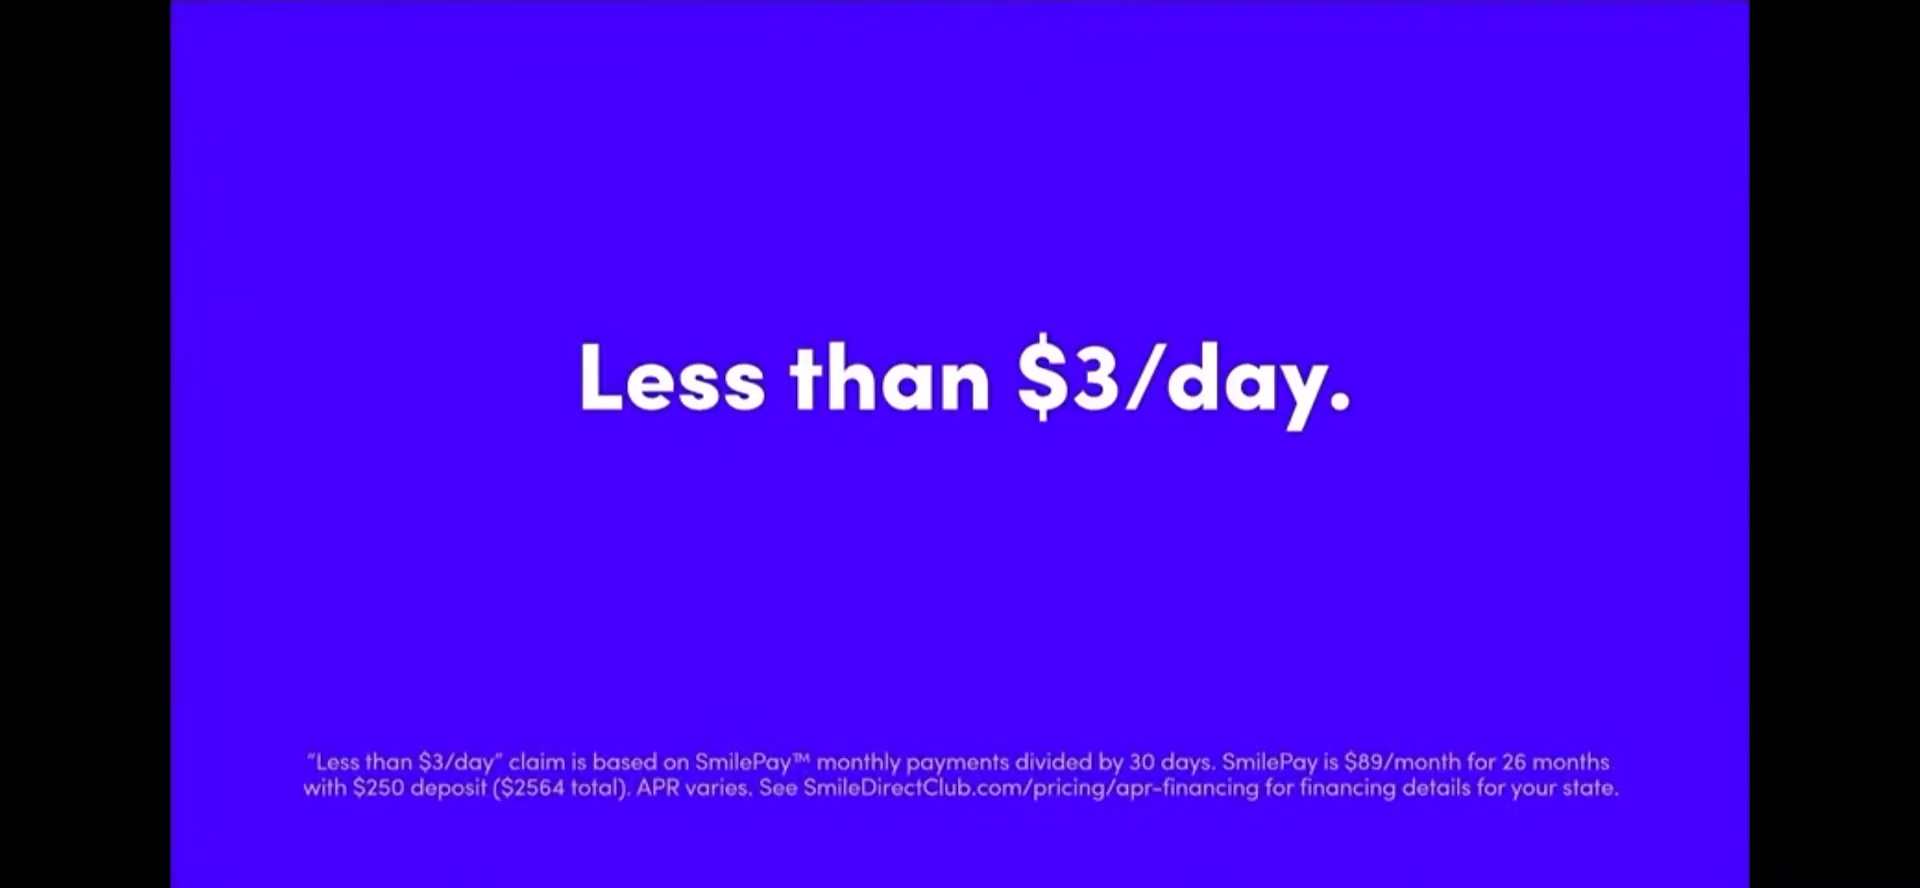 Less than $3/day.
“Less than $3/day” claim is based on SmilePay™ monthly payments divided by 30 days. SmilePay is $89/month for 26 months
with $250 deposit ($2564 total). APR varies. See SmileDirectClub.com/pricing/apr-financing for financing details for your state.